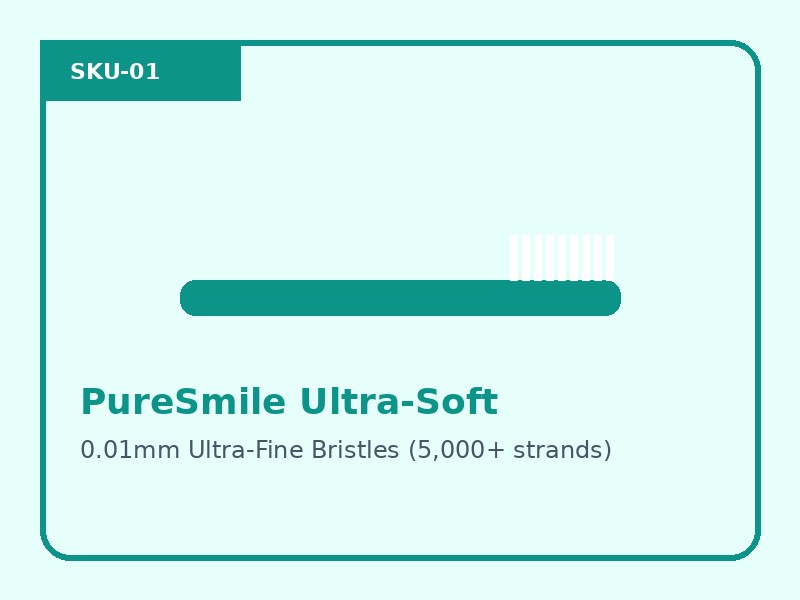 SKU-01
PureSmile Ultra-Soft
0.01mm Ultra-Fine Bristles (5,000+ strands)